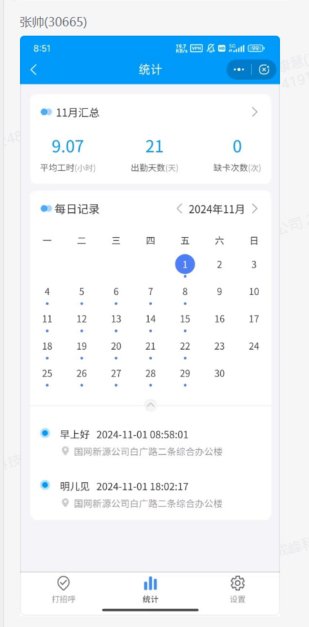 张帅(30665)
8:51
统计
11月汇总
9.07 21 0
平均工时(小时) 出勤天数(天) 缺卡次数(次)
每日记录 2024年11月
一 二 三 四 五 六 日
1 2 3
4 5 6 7 8 9 10
11 12 13 14 15 16 17
18 19 20 21 22 23 24
25 26 27 28 29 30
早上好 2024-11-01 08:58:01
国网新源公司白广路二条综合办公楼
明儿见 2024-11-01 18:02:17
国网新源公司白广路二条综合办公楼
打招呼 统计 设置